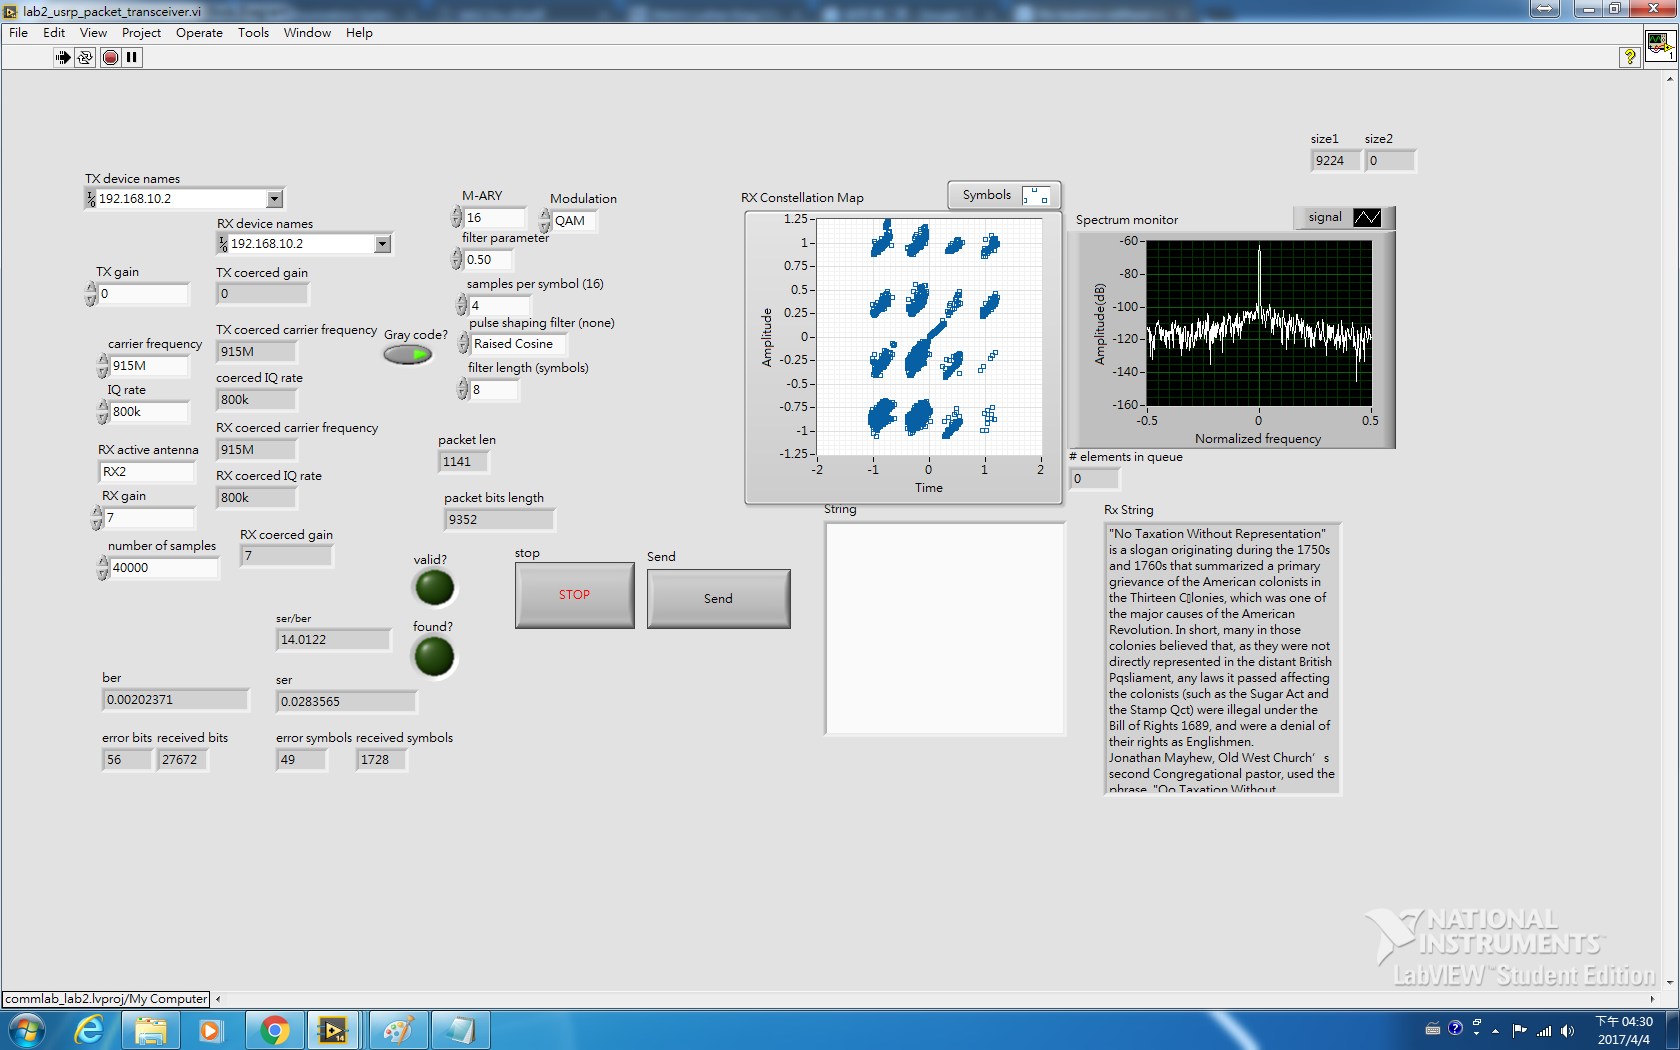 lab2_usrp_packet_transceiver.vi
File Edit View Project Operate Tools Window Help
size1 size2
9224 0
TX device names
192.168.10.2
RX device names
192.168.10.2
TX gain
0
TX coerced gain
0
carrier frequency
915M
TX coerced carrier frequency
915M
IQ rate
800k
coerced IQ rate
800k
RX coerced carrier frequency
915M
RX active antenna
RX2
RX coerced IQ rate
800k
RX gain
7
RX coerced gain
7
number of samples
40000
M-ARY
16
Modulation
QAM
filter parameter
0.50
samples per symbol (16)
4
Gray code?
pulse shaping filter (none)
Raised Cosine
filter length (symbols)
8
packet len
1141
packet bits length
9352
valid?
found?
stop
STOP
Send
Send
ser/ber
14.0122
ber
0.00202371
ser
0.0283565
error bits received bits
56 27672
error symbols received symbols
49 1728
RX Constellation Map
Symbols
Amplitude
1.25
1
0.75
0.5
0.25
0
-0.25
-0.5
-0.75
-1
-1.25
-2 -1 0 1 2
Time
Spectrum monitor
signal
Amplitude(dB)
-60
-80
-100
-120
-140
-160
-0.5 0 0.5
Normalized frequency
# elements in queue
0
String
Rx String
"No Taxation Without Representation"
is a slogan originating during the 1750s
and 1760s that summarized a primary
grievance of the American colonists in
the Thirteen C▯lonies, which was one of
the major causes of the American
Revolution. In short, many in those
colonies believed that, as they were not
directly represented in the distant British
Pqsliament, any laws it passed affecting
the colonists (such as the Sugar Act and
the Stamp Qct) were illegal under the
Bill of Rights 1689, and were a denial of
their rights as Englishmen.
Jonathan Mayhew, Old West Church’s
second Congregational pastor, used the
phrase "Oo Taxation Without
NATIONAL
INSTRUMENTS™
LabVIEW™ Student Edition
commlab_lab2.lvproj/My Computer
下午 04:30
2017/4/4